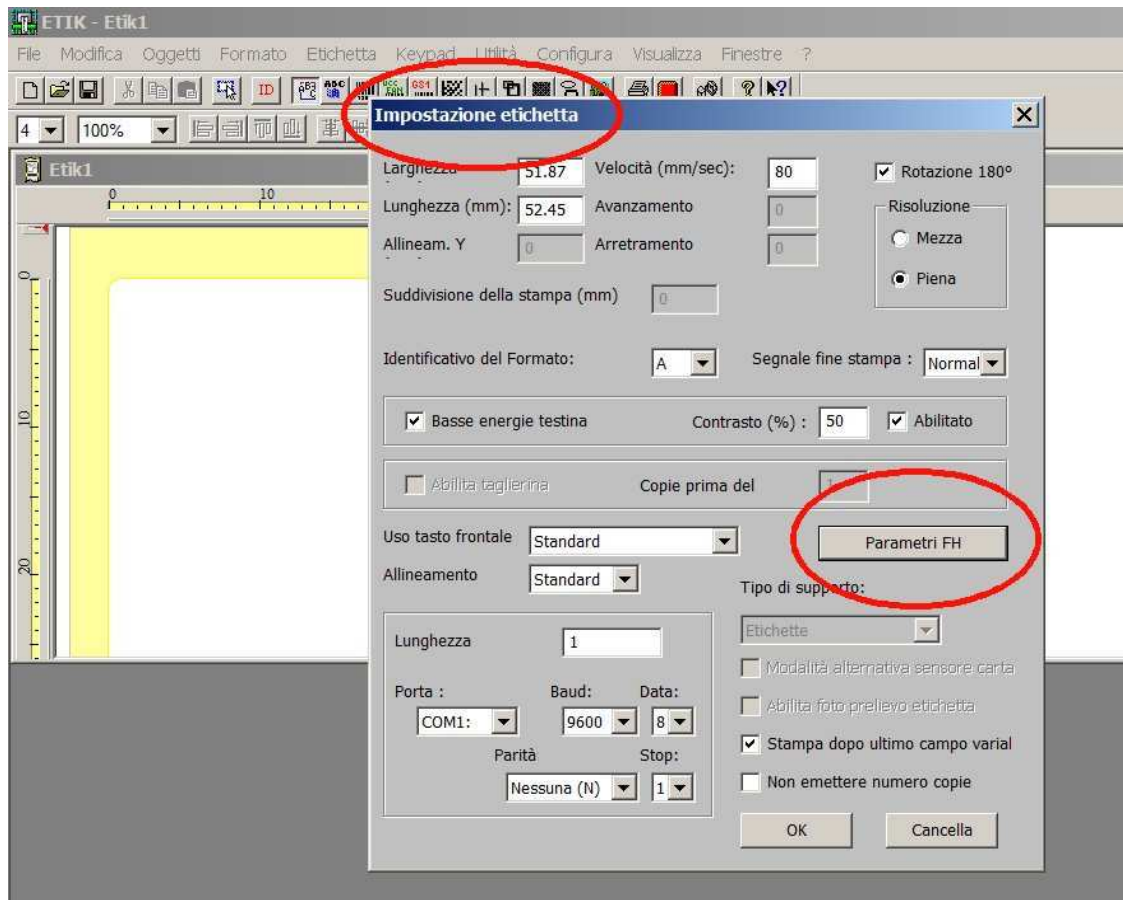 ETIK - Etik1
File Modifica Oggetti Formato Etichetta Keypad Utilità Configura Visualizza Finestre ?
ID
4 100%
Impostazione etichetta
Etik1
0 10
Larghezza 51.87 Velocità (mm/sec): 80 Rotazione 180º
Lunghezza (mm): 52.45 Avanzamento 0 Risoluzione
Mezza
Allineam. Y 0 Arretramento 0
Piena
Suddivisione della stampa (mm) 0
Identificativo del Formato: A Segnale fine stampa : Normal
Basse energie testina Contrasto (%) : 50 Abilitato
Abilita taglierina Copie prima del 1
Uso tasto frontale Standard Parametri FH
Allineamento Standard Tipo di supporto:
Etichette
Lunghezza 1
Modalità alternativa sensore carta
Porta : Baud: Data:
Abilita foto prelievo etichetta
COM1: 9600 8
Stampa dopo ultimo campo varial
Parità Stop:
Nessuna (N) 1
Non emettere numero copie
OK Cancella
0
10
20